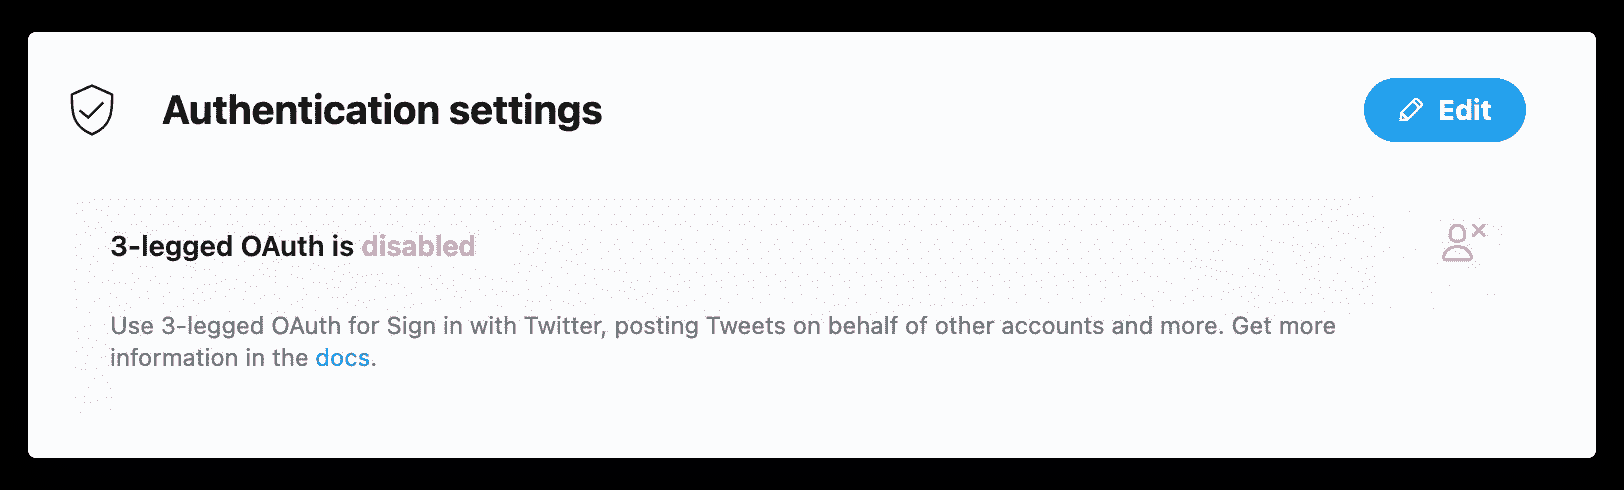 Authentication settings
Edit
3-legged OAuth is disabled
Use 3-legged OAuth for Sign in with Twitter, posting Tweets on behalf of other accounts and more. Get more
information in the docs.